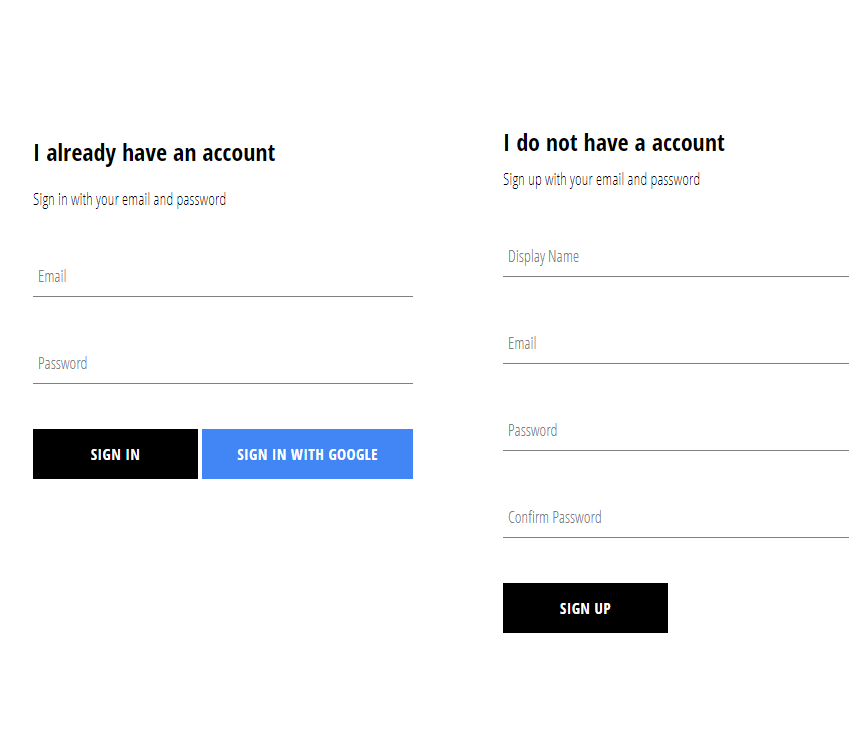 I already have an account
Sign in with your email and password
Email
Password
SIGN IN
SIGN IN WITH GOOGLE
I do not have a account
Sign up with your email and password
Display Name
Email
Password
Confirm Password
SIGN UP